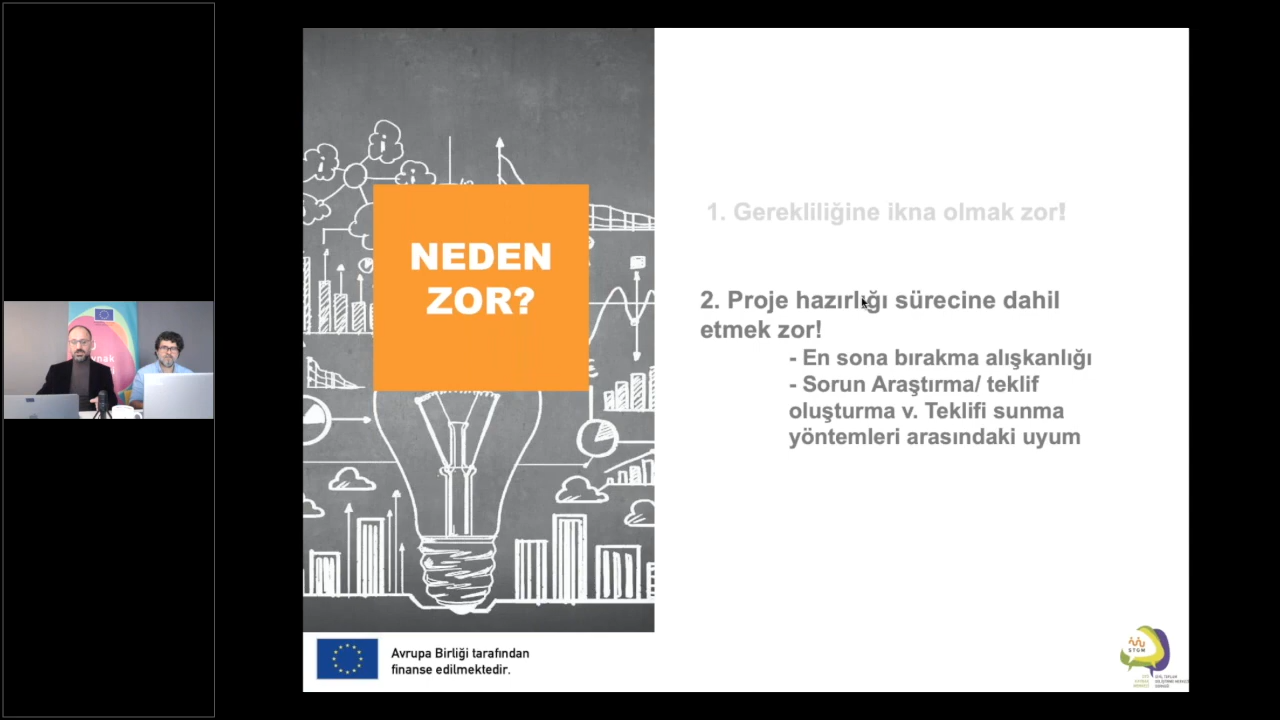 NEDEN
ZOR?
1. Gerekliliğine ikna olmak zor!
2. Proje hazırlığı sürecine dahil
etmek zor!
- En sona bırakma alışkanlığı
- Sorun Araştırma/ teklif
oluşturma v. Teklifi sunma
yöntemleri arasındaki uyum
Avrupa Birliği tarafından
finanse edilmektedir.
STGM